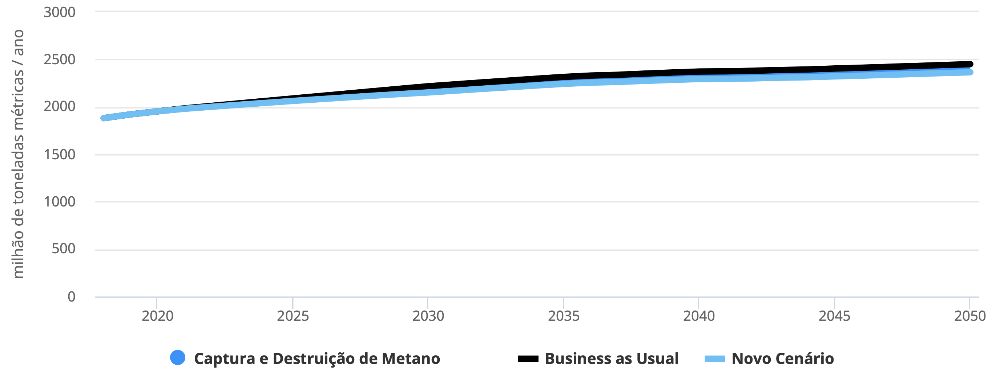 milhão de toneladas métricas / ano
3000
2500
2000
1500
1000
500
0
2020 2025 2030 2035 2040 2045 2050
Captura e Destruição de Metano Business as Usual Novo Cenário